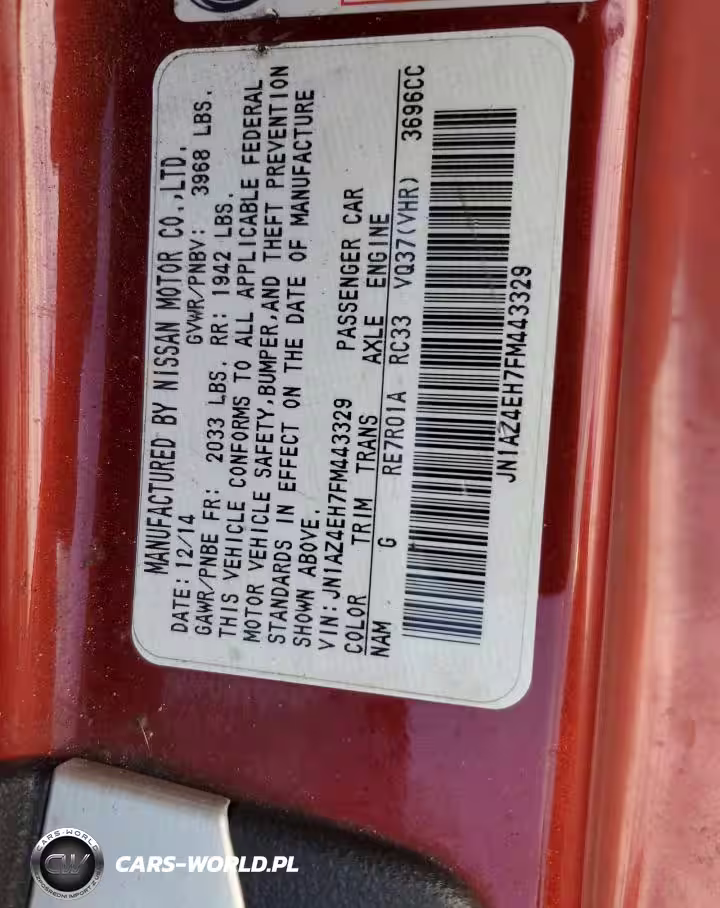 MANUFACTURED BY NISSAN MOTOR CO.,LTD.
DATE:12/14 GVWR/PNBV: 3968 LBS.
GAWR/PNBE FR: 2033 LBS. RR: 1942 LBS.
THIS VEHICLE CONFORMS TO ALL APPLICABLE FEDERAL
MOTOR VEHICLE SAFETY,BUMPER,AND THEFT PREVENTION
STANDARDS IN EFFECT ON THE DATE OF MANUFACTURE
SHOWN ABOVE.
VIN:JN1AZ4EH7FM443329 PASSENGER CAR
COLOR TRIM TRANS AXLE ENGINE
NAM G RE7R01A RC33 VQ37(VHR) 3696CC
JN1AZ4EH7FM443329
CARS-WORLD
CW
CARS-WORLD.PL